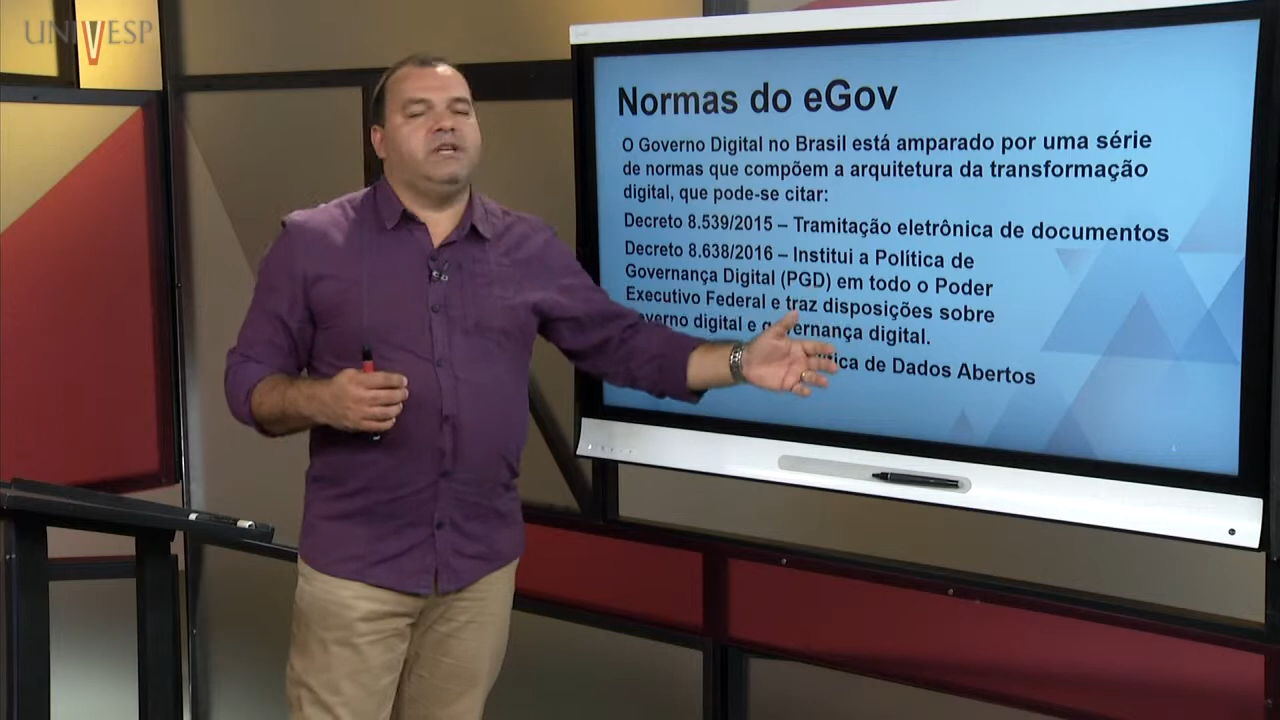 UNIVESP
Normas do eGov
O Governo Digital no Brasil está amparado por uma série
de normas que compõem a arquitetura da transformação
digital, que pode-se citar:
Decreto 8.539/2015 – Tramitação eletrônica de documentos
Decreto 8.638/2016 – Institui a Política de
Governança Digital (PGD) em todo o Poder
Executivo Federal e traz disposições sobre
governo digital e governança digital.
de Dados Abertos